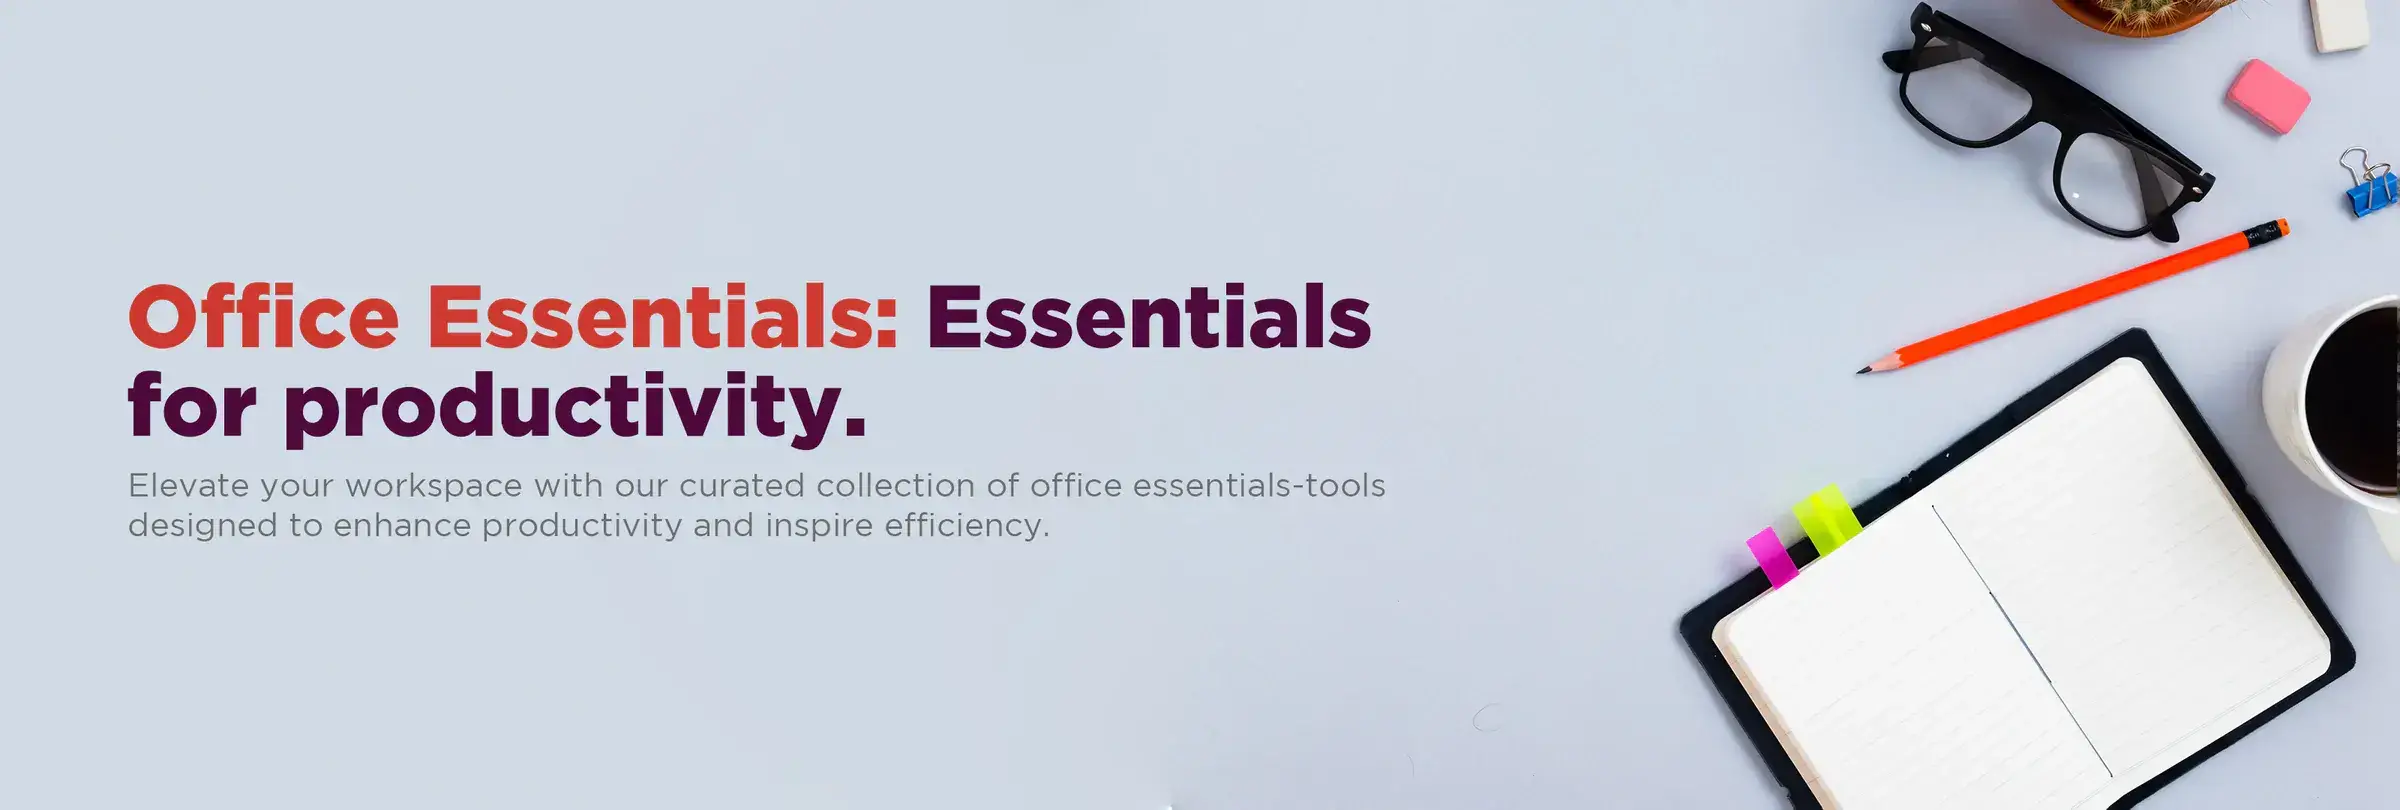 Office Essentials: Essentials
for productivity.
Elevate your workspace with our curated collection of office essentials-tools
designed to enhance productivity and inspire efficiency.